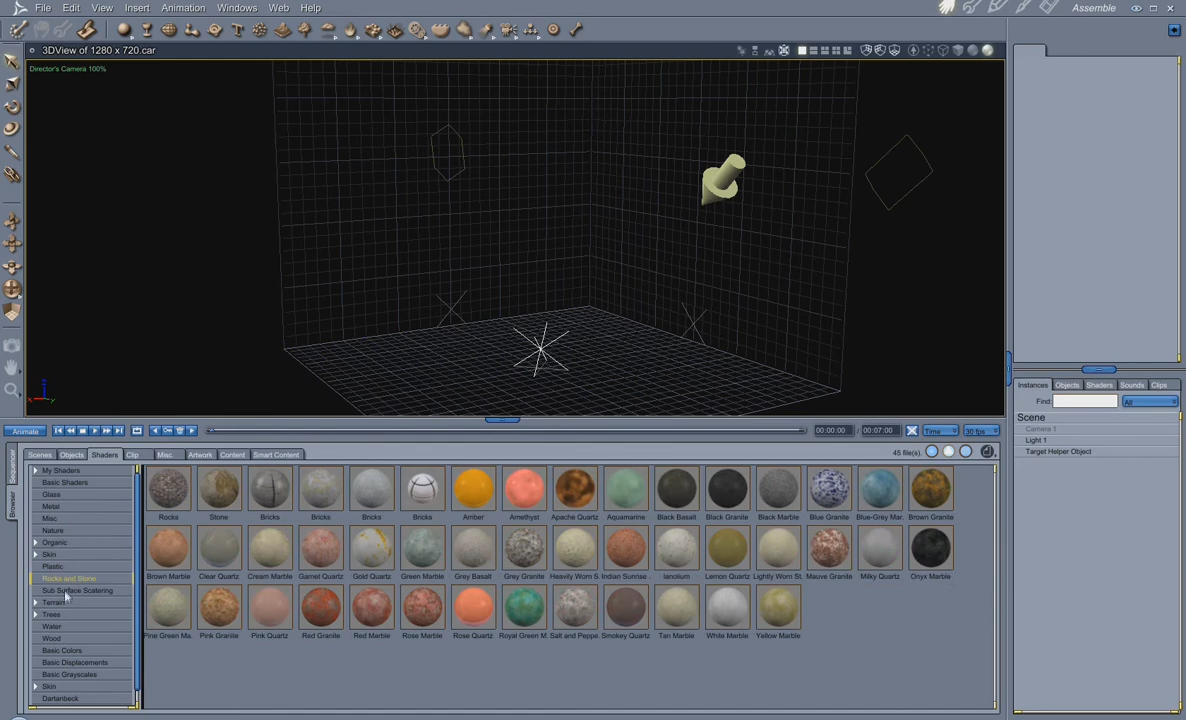 File Edit View Insert Animation Windows Web Help Assemble
3DView of 1280 x 720.car
Director's Camera 100%
Instances Objects Shaders Sounds Clips
Find: All
Scene
Camera 1
Light 1
Target Helper Object
Animate 00:00:00 / 00:07:00 Time 30 fps
Sequencer
Browser
Scenes Objects Shaders Clip Misc. Artwork Content Smart Content 45 file(s).
My Shaders
Basic Shaders
Glass
Metal
Misc
Nature
Organic
Skin
Plastic
Rocks and Stone
Sub Surface Scatering
Terrain
Trees
Water
Wood
Basic Colors
Basic Displacements
Basic Grayscales
Skin
Dartanbeck
Rocks Stone Bricks Bricks Bricks Bricks Amber Amethyst Apache Quartz Aquamarine Black Basalt Black Granite Black Marble Blue Granite Blue-Grey Mar. Brown Granite
Brown Marble Clear Quartz Cream Marble Garnet Quartz Gold Quartz Green Marble Grey Basalt Grey Granite Heavily Worn S. Indian Sunrise . lanolium Lemon Quartz Lightly Worn St. Mauve Granite Milky Quartz Onyx Marble
Pine Green Ma. Pink Granite Pink Quartz Red Granite Red Marble Rose Marble Rose Quartz Royal Green M. Salt and Peppe. Smokey Quartz Tan Marble White Marble Yellow Marble